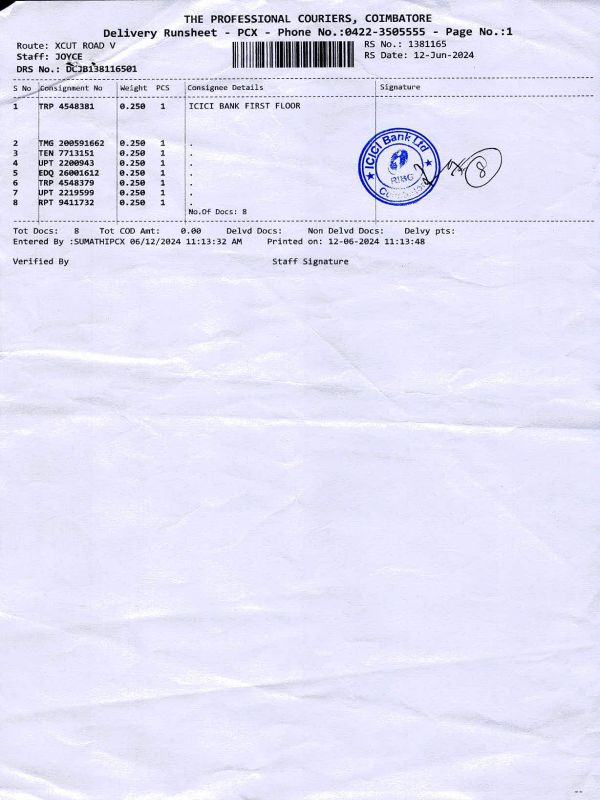 THE PROFESSIONAL COURIERS, COIMBATORE
Delivery Runsheet - PCX - Phone No.:0422-3505555 - Page No.:1
Route: XCUT ROAD V
RS No.: 1381165
Staff: JOYCE
RS Date: 12-Jun-2024
DRS No.: DCJB138116501
S No Consignment No Weight PCS Consignee Details Signature
1 TRP 4548381 0.250 1 ICICI BANK FIRST FLOOR
2 TMG 200591662 0.250 1 .
3 TEN 7713151 0.250 1 .
4 UPT 2200943 0.250 1 .
5 EDQ 26001612 0.250 1 .
6 TRP 4548379 0.250 1 .
7 UPT 2219599 0.250 1 .
8 RPT 9411732 0.250 1 .
No.Of Docs: 8
ICICI Bank Ltd
8
Tot Docs: 8 Tot COD Amt: 0.00 Delvd Docs: Non Delvd Docs: Delvy pts:
Entered By :SUMATHIPCX 06/12/2024 11:13:32 AM Printed on: 12-06-2024 11:13:48
Verified By Staff Signature